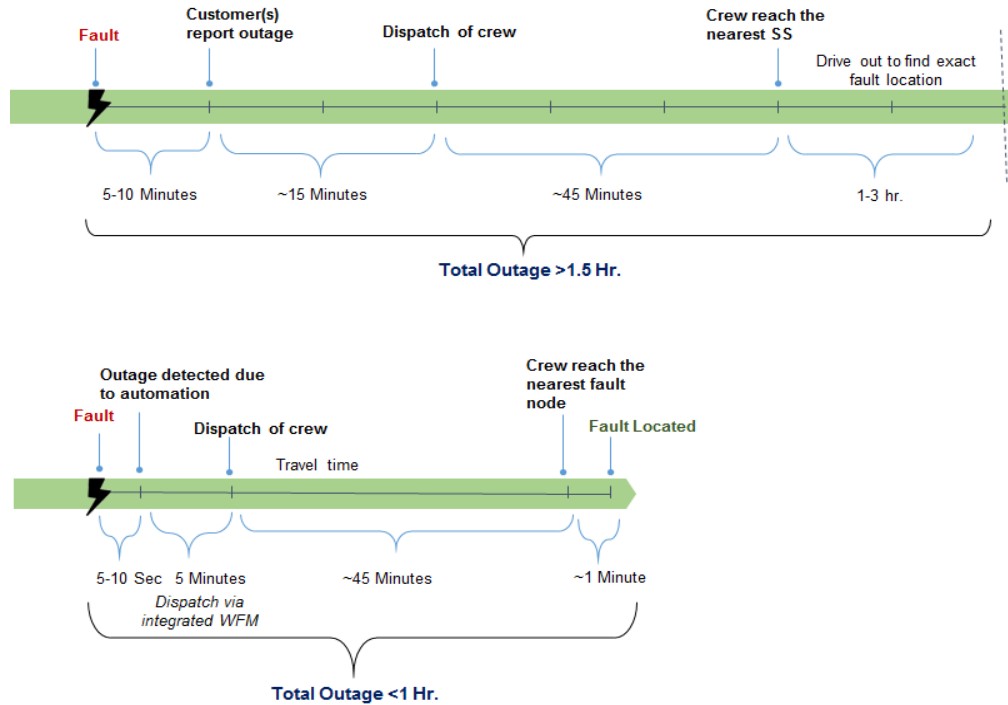 Customer(s)
report outage
Fault
Dispatch of crew
Crew reach the
nearest SS
Drive out to find exact
fault location
5-10 Minutes
~15 Minutes
~45 Minutes
1-3 hr.
Total Outage >1.5 Hr.
Outage detected due
to automation
Fault
Dispatch of crew
Travel time
Crew reach the
nearest fault
node
Fault Located
5-10 Sec
5 Minutes
~45 Minutes
~1 Minute
Dispatch via
integrated WFM
Total Outage <1 Hr.